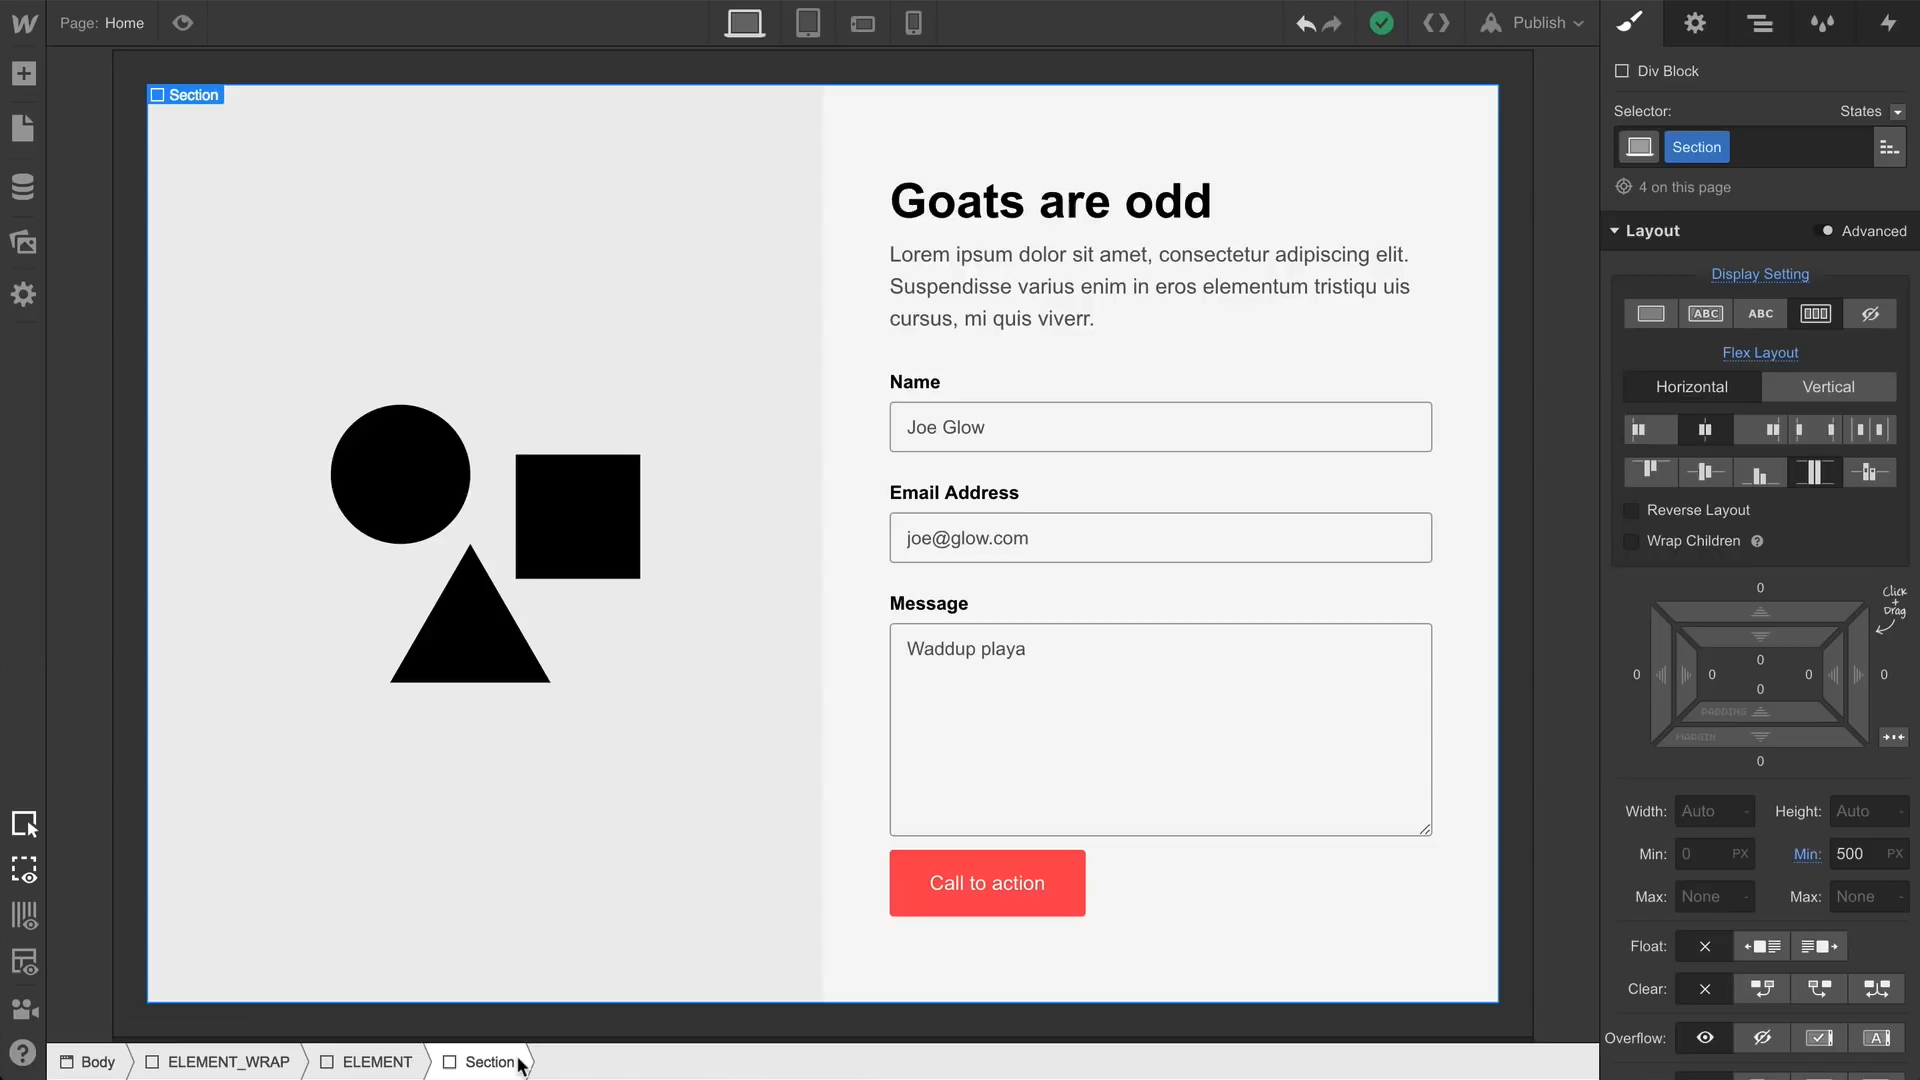 Page: Home
Publish
Section
Goats are odd
Lorem ipsum dolor sit amet, consectetur adipiscing elit.
Suspendisse varius enim in eros elementum tristiqu uis
cursus, mi quis viverr.
Name
Joe Glow
Email Address
joe@glow.com
Message
Waddup playa
Call to action
Body
ELEMENT_WRAP
ELEMENT
Section
Div Block
Selector: States
Section
4 on this page
Layout Advanced
Display Setting
ABC ABC
Flex Layout
Horizontal Vertical
Reverse Layout
Wrap Children ?
0
Click
+
Drag
0
0 0 0 0
0
PADDING
MARGIN
0
Width: Auto - Height: Auto -
Min: 0 PX Min: 500 PX
Max: None - Max: None -
Float:
Clear:
Overflow: A